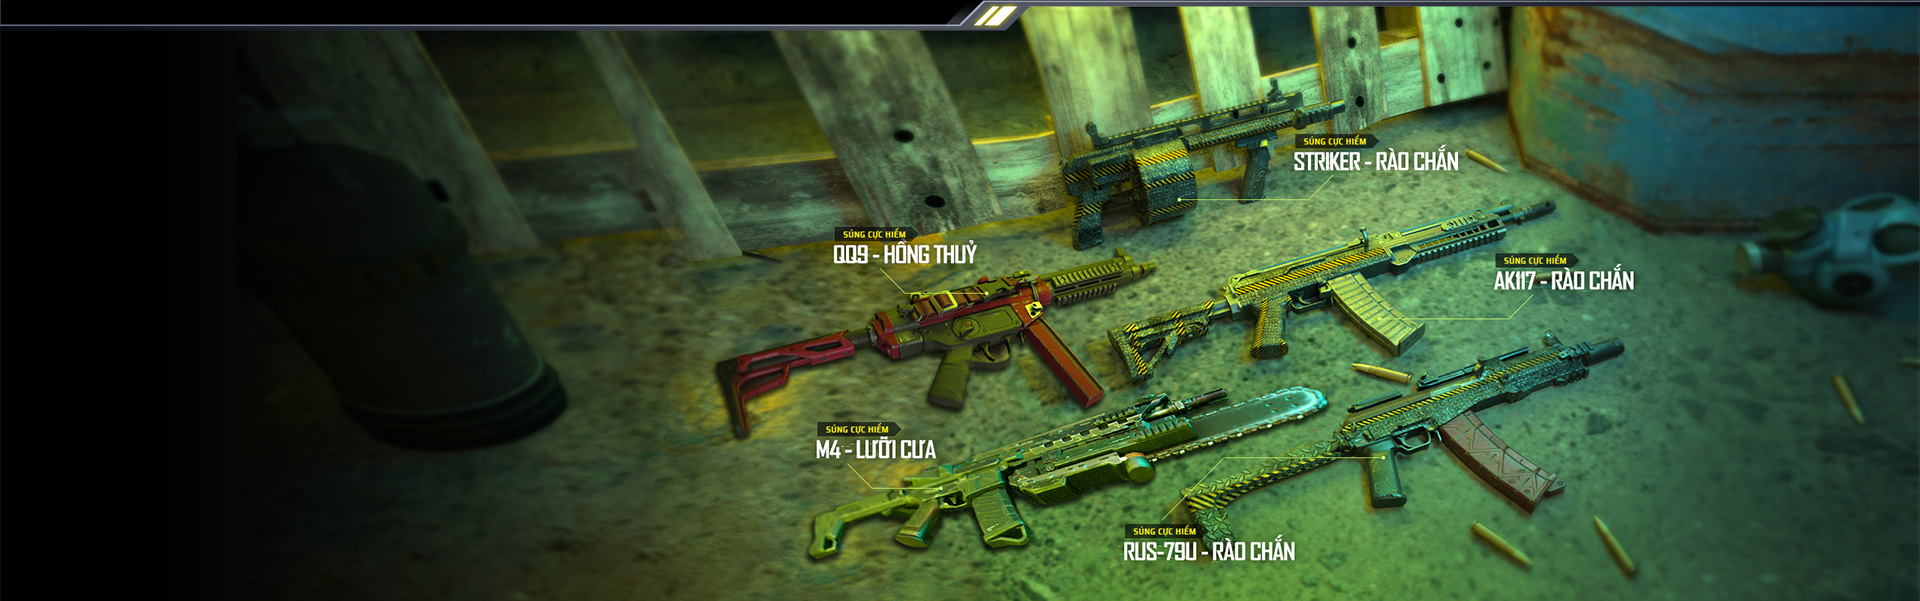 SÚNG CỰC HIẾM
STRIKER - RÀO CHẮN
SÚNG CỰC HIẾM
QQ9 - HỒNG THUỶ
SÚNG CỰC HIẾM
AK117 - RÀO CHẮN
SÚNG CỰC HIẾM
M4 - LƯỠI CƯA
SÚNG CỰC HIẾM
RUS-79U - RÀO CHẮN